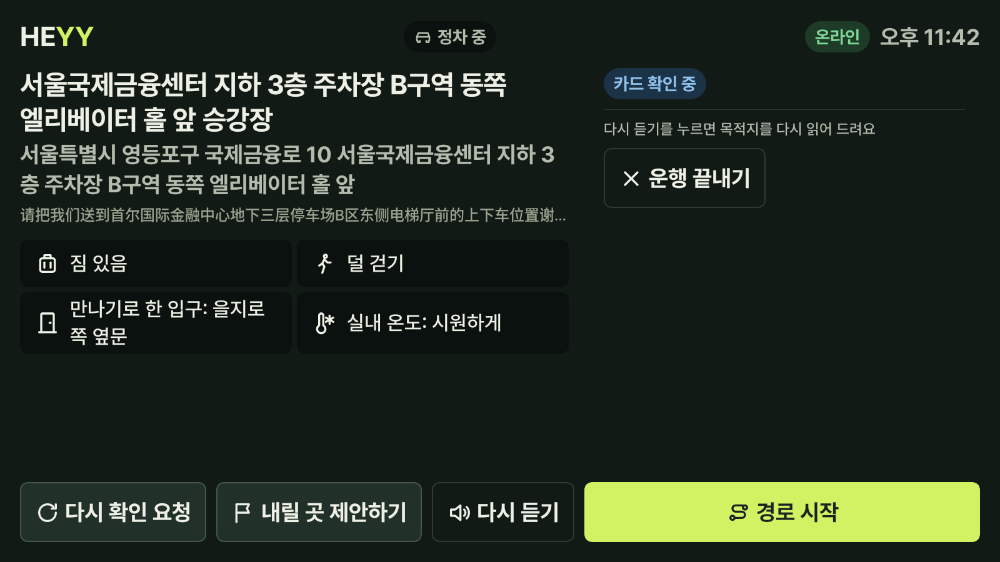 HEYY
정차 중
온라인
오후 11:42
서울국제금융센터 지하 3층 주차장 B구역 동쪽
엘리베이터 홀 앞 승강장
서울특별시 영등포구 국제금융로 10 서울국제금융센터 지하 3
층 주차장 B구역 동쪽 엘리베이터 홀 앞
请把我们送到首尔国际金融中心地下三层停车场B区东侧电梯厅前的上下车位置谢...
짐 있음
덜 걷기
만나기로 한 입구: 을지로
쪽 옆문
실내 온도: 시원하게
카드 확인 중
다시 듣기를 누르면 목적지를 다시 읽어 드려요
운행 끝내기
다시 확인 요청
내릴 곳 제안하기
다시 듣기
경로 시작